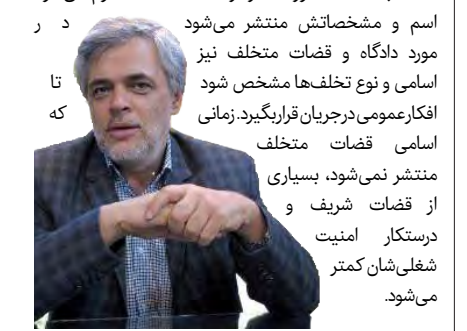 اسم و مشخصاتش منتشر می‌شود د ر
مورد دادگاه و قضات متخلف نیز
اسامی و نوع تخلف‌ها مشخص شود تا
افکارعمومی‌درجریان‌قراربگیرد.زمانی که
اسامی قضات متخلف
منتشر نمی‌شود، بسیاری
از قضات شریف و
درستکار امنیت
شغلی‌شان کمتر
می‌شود.